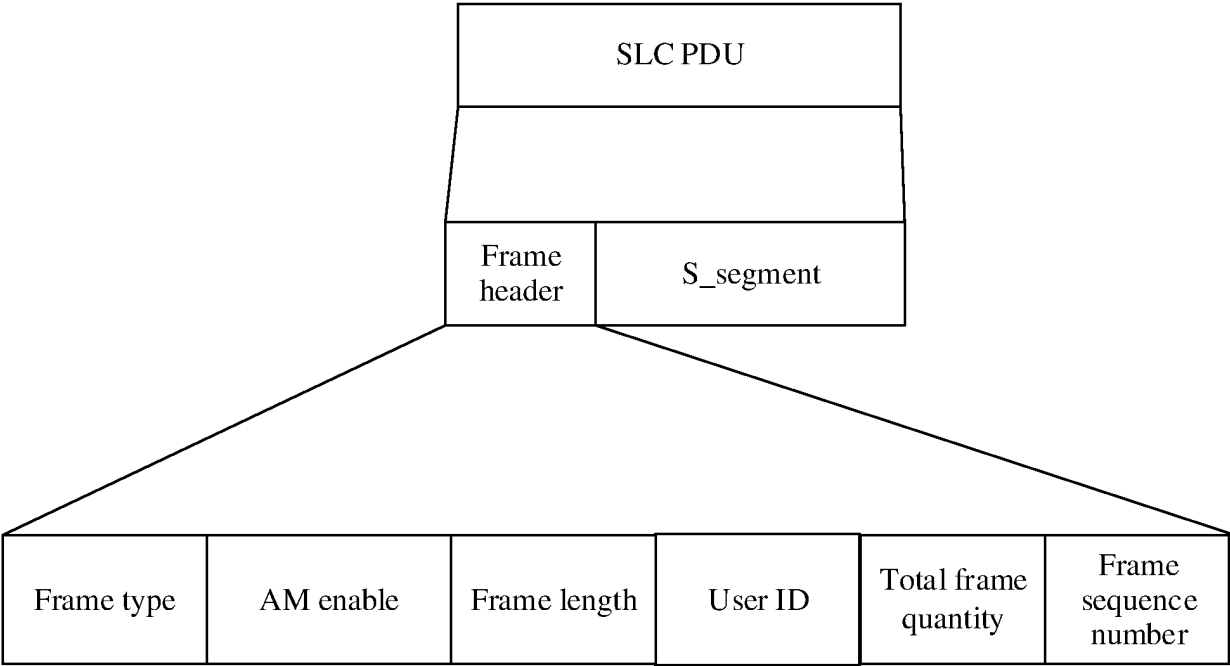 SLC PDU
Frame
header
S_segment
Frame type
AM enable
Frame length
User ID
Total frame
quantity
Frame
sequence
number